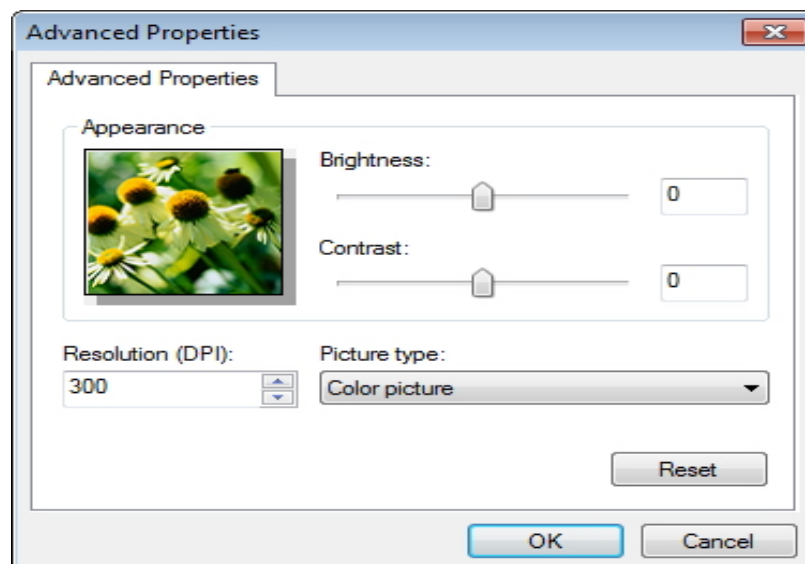 Advanced Properties
Advanced Properties
Appearance
Brightness:
0
Contrast:
0
Resolution (DPI):
300
Picture type:
Color picture
Reset
OK
Cancel